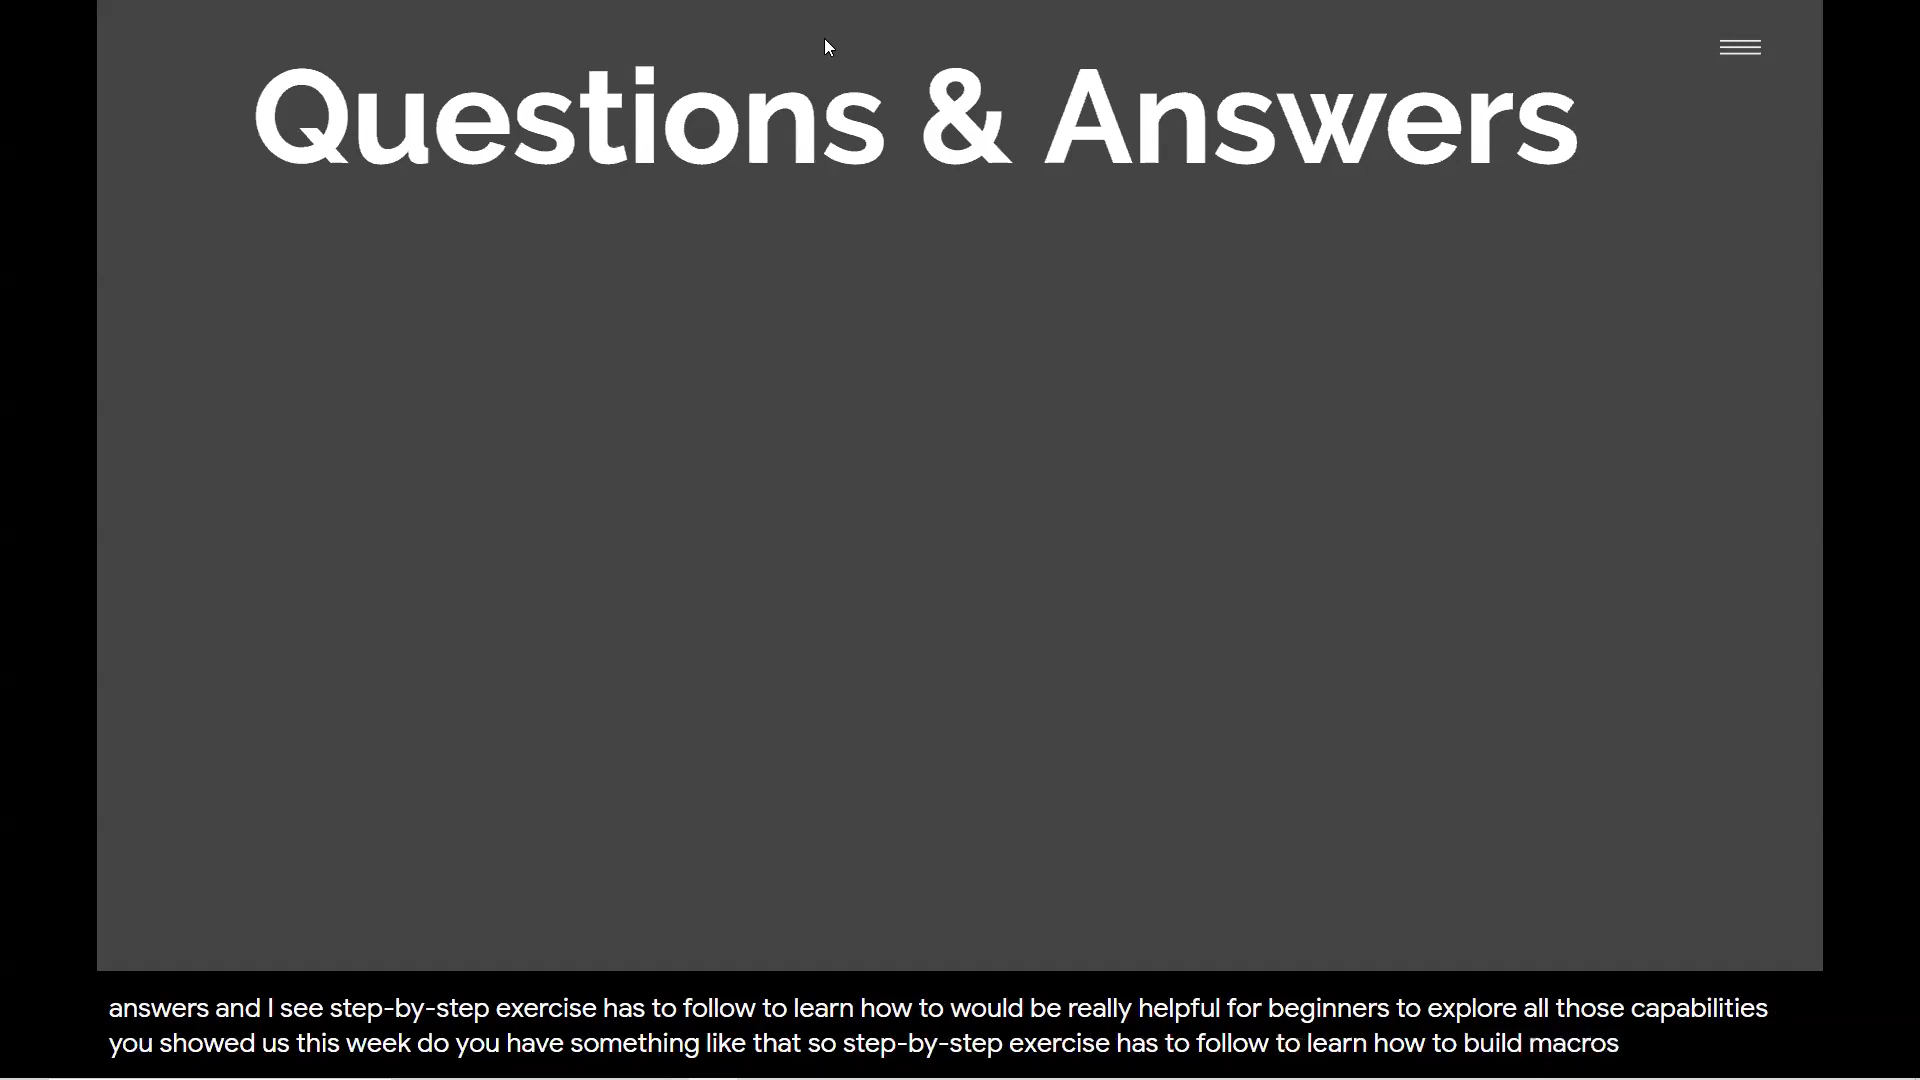 Questions & Answers
answers and I see step-by-step exercise has to follow to learn how to would be really helpful for beginners to explore all those capabilities
you showed us this week do you have something like that so step-by-step exercise has to follow to learn how to build macros